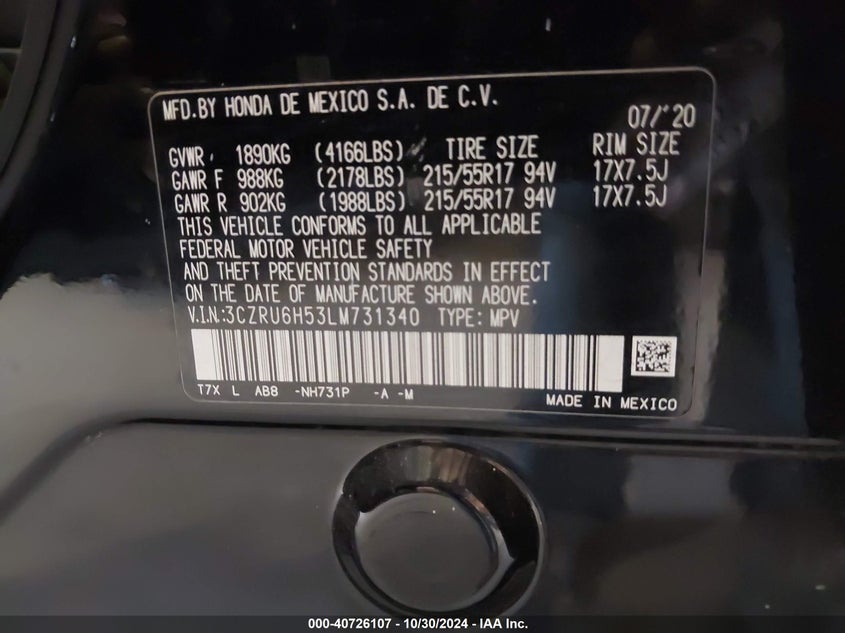 MFD.BY HONDA DE MEXICO S.A. DE C.V.
07/'20
GVWR 1890KG (4166LBS) TIRE SIZE RIM SIZE
GAWR F 988KG (2178LBS) 215/55R17 94V 17X7.5J
GAWR R 902KG (1988LBS) 215/55R17 94V 17X7.5J
THIS VEHICLE CONFORMS TO ALL APPLICABLE
FEDERAL MOTOR VEHICLE SAFETY
AND THEFT PREVENTION STANDARDS IN EFFECT
ON THE DATE OF MANUFACTURE SHOWN ABOVE.
V.I.N:3CZRU6H53LM731340 TYPE: MPV
T7X L AB8 -NH731P -A -M
MADE IN MEXICO
000-40726107 - 10/30/2024 - IAA Inc.